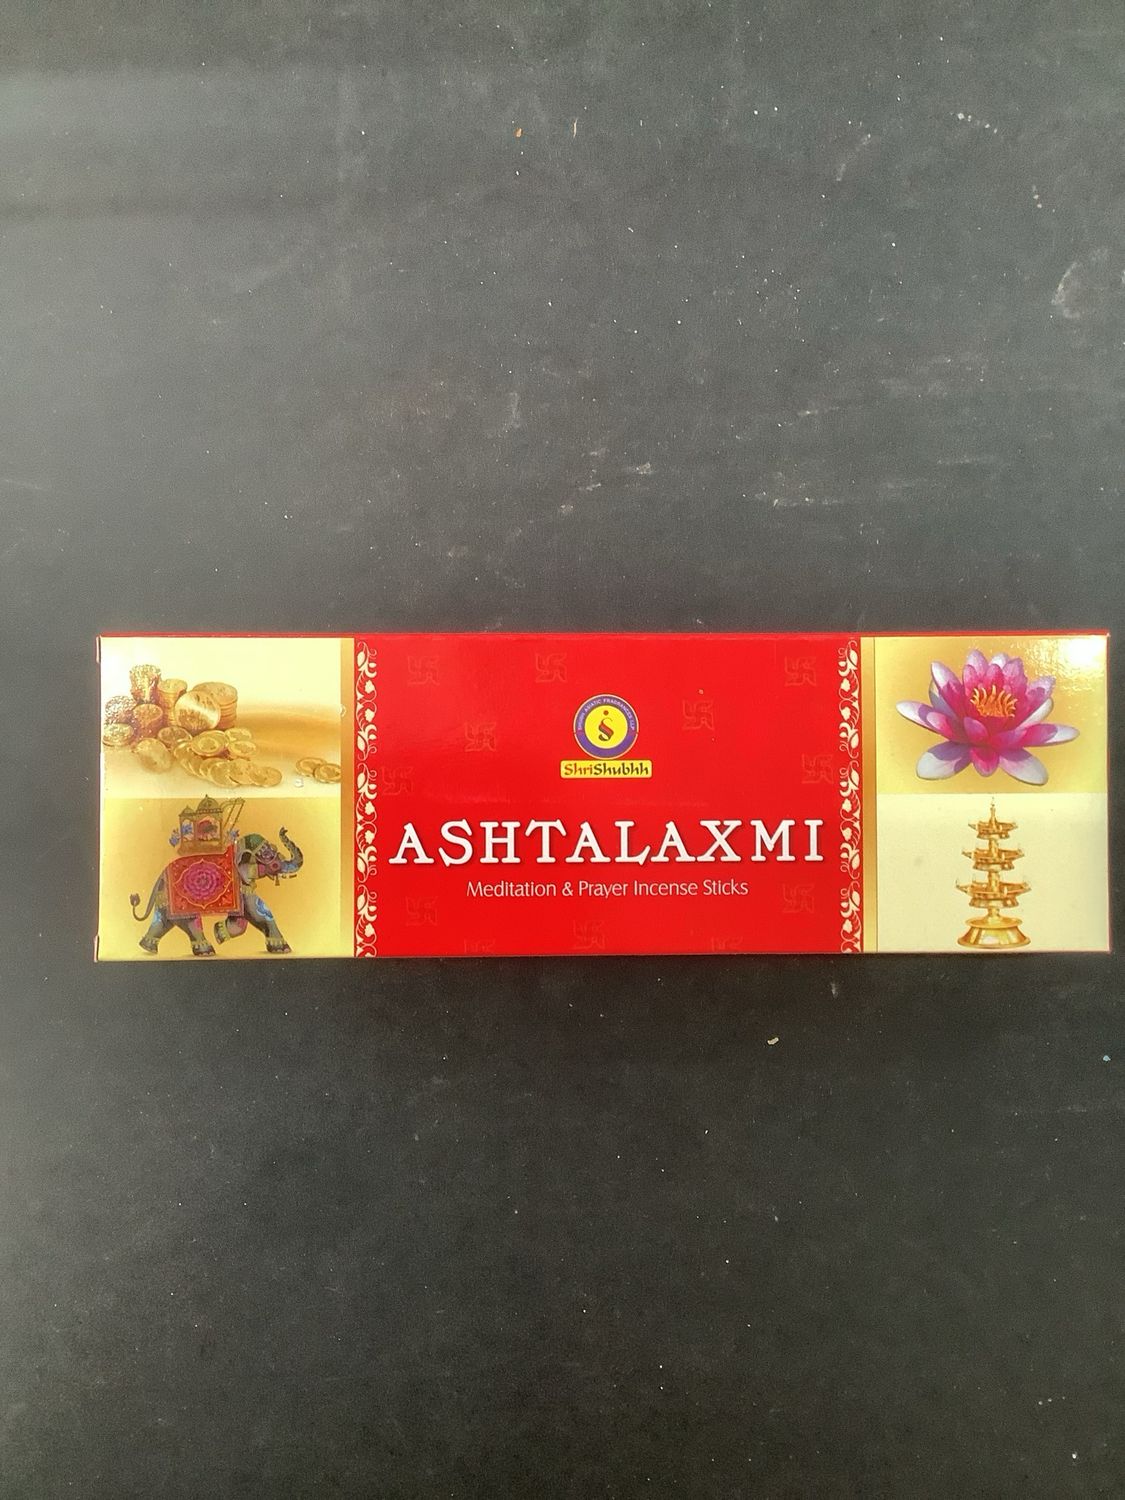 ShriShubhh
ASHTALAXMI
Meditation & Prayer Incense Sticks